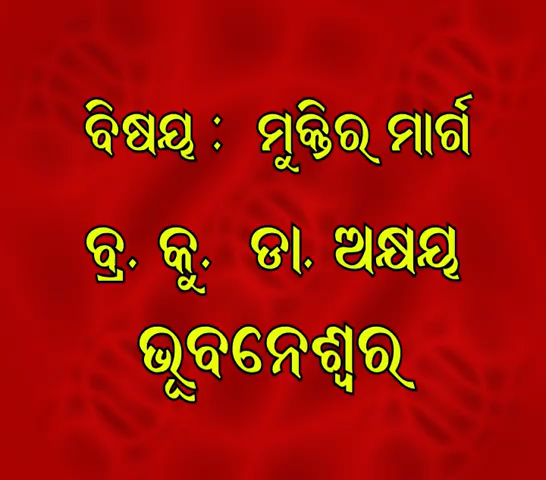 ବିଷୟ : ମୁକ୍ତିର ମାର୍ଗ
ବ୍ର. କୁ. ଡା. ଅକ୍ଷୟ
ଭୂବନେଶ୍ୱର